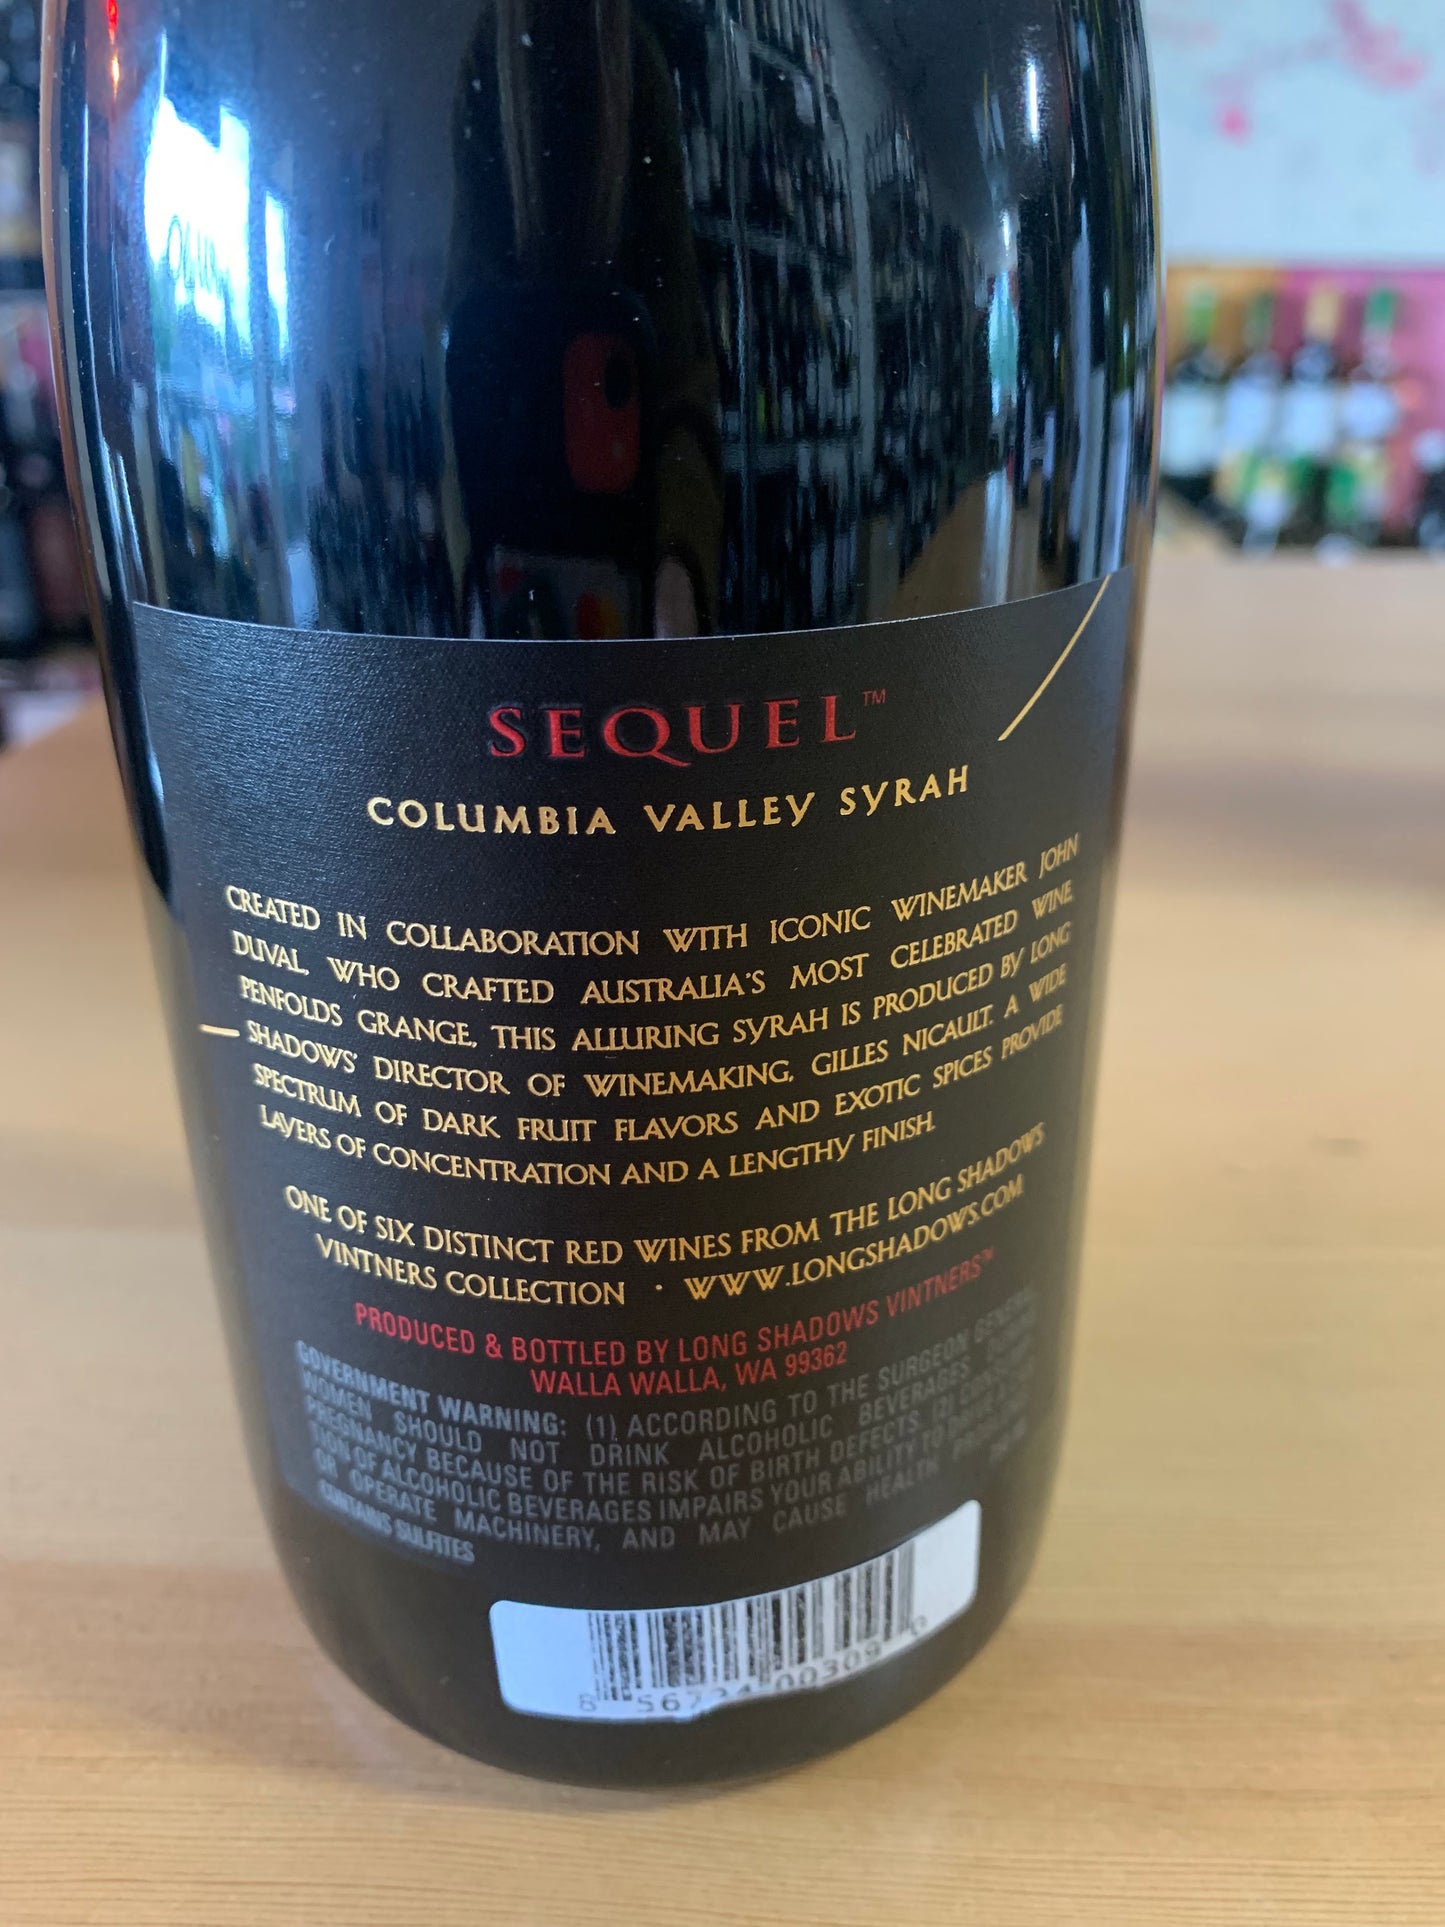 SEQUEL™
COLUMBIA VALLEY SYRAH
CREATED IN COLLABORATION WITH ICONIC WINEMAKER JOHN
DUVAL, WHO CRAFTED AUSTRALIA'S MOST CELEBRATED WINE,
PENFOLDS GRANGE, THIS ALLURING SYRAH IS PRODUCED BY LONG
SHADOWS' DIRECTOR OF WINEMAKING, GILLES NICAULT. A WIDE
SPECTRUM OF DARK FRUIT FLAVORS AND EXOTIC SPICES PROVIDE
LAYERS OF CONCENTRATION AND A LENGTHY FINISH.
ONE OF SIX DISTINCT RED WINES FROM THE LONG SHADOWS
VINTNERS COLLECTION · WWW.LONGSHADOWS.COM
PRODUCED & BOTTLED BY LONG SHADOWS VINTNERS™
WALLA WALLA, WA 99362
GOVERNMENT WARNING: (1) ACCORDING TO THE SURGEON GENERAL,
WOMEN SHOULD NOT DRINK ALCOHOLIC BEVERAGES DURING
PREGNANCY BECAUSE OF THE RISK OF BIRTH DEFECTS. (2) CONSUMP-
TION OF ALCOHOLIC BEVERAGES IMPAIRS YOUR ABILITY TO DRIVE A CAR
OR OPERATE MACHINERY, AND MAY CAUSE HEALTH PROBLEMS.
CONTAINS SULFITES
8 00309 0